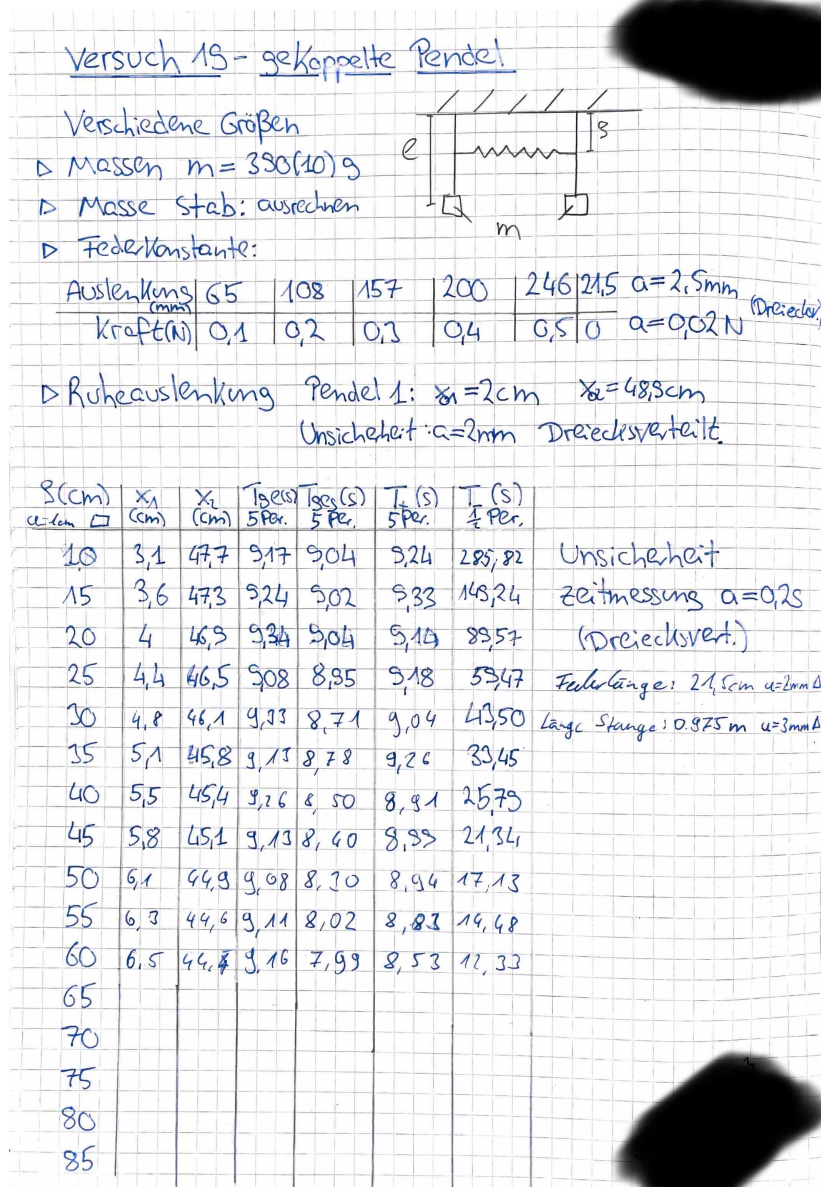 Versuch 19 - gekoppelte Pendel
Verschiedene Größen
▷ Massen m = 390(10) g
▷ Masse Stab: ausrechnen
▷ Federkonstante:
l s
m
Auslenkung (mm) | 65 | 108 | 157 | 200 | 246 | 21,5 a=2,5mm
Kraft(N) | 0,1 | 0,2 | 0,3 | 0,4 | 0,5 | 0 a=0,02N (Dreiecksv.)
▷ Ruheauslenkung Pendel 1: x01=2cm x02=48,9cm
Unsicherheit: a=2mm Dreiecksverteilt.
S(cm) | x1 (cm) | x2 (cm) | Tgl(s) 5 Per. | Tges(s) 5 Per. | T+(s) 5 Per. | T-(s) 1/2 Per.
a=1cm □
10 | 3,1 | 47,7 | 9,17 | 9,04 | 9,24 | 285,82 Unsicherheit
15 | 3,6 | 47,3 | 9,24 | 9,02 | 9,33 | 149,24 Zeitmessung a=0,2s
20 | 4 | 46,9 | 9,34 | 9,04 | 9,14 | 89,57 (Dreiecksvert.)
25 | 4,4 | 46,5 | 9,08 | 8,95 | 9,18 | 59,47 Federlänge: 21,5cm u=2mm Δ
30 | 4,8 | 46,1 | 9,33 | 8,71 | 9,04 | 43,50 Länge Stange: 0.975m u=3mm Δ
35 | 5,1 | 45,8 | 9,13 | 8,78 | 9,26 | 33,45
40 | 5,5 | 45,4 | 9,26 | 8,50 | 8,91 | 25,79
45 | 5,8 | 45,1 | 9,13 | 8,40 | 8,99 | 21,34
50 | 6,1 | 44,9 | 9,08 | 8,30 | 8,94 | 17,13
55 | 6,3 | 44,6 | 9,11 | 8,02 | 8,83 | 14,48
60 | 6,5 | 44,4 | 9,16 | 7,99 | 8,53 | 12,33
65
70
75
80
85